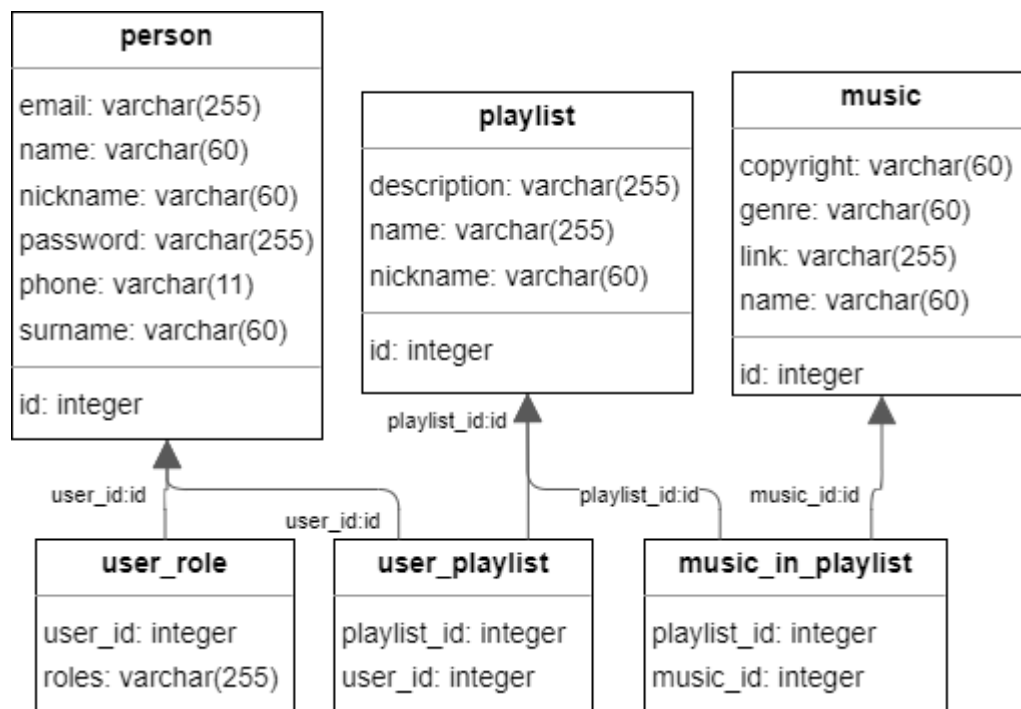 person
email: varchar(255)
name: varchar(60)
nickname: varchar(60)
password: varchar(255)
phone: varchar(11)
surname: varchar(60)
id: integer
playlist
description: varchar(255)
name: varchar(255)
nickname: varchar(60)
id: integer
music
copyright: varchar(60)
genre: varchar(60)
link: varchar(255)
name: varchar(60)
id: integer
playlist_id:id
user_id:id
user_id:id
playlist_id:id
music_id:id
user_role
user_id: integer
roles: varchar(255)
user_playlist
playlist_id: integer
user_id: integer
music_in_playlist
playlist_id: integer
music_id: integer